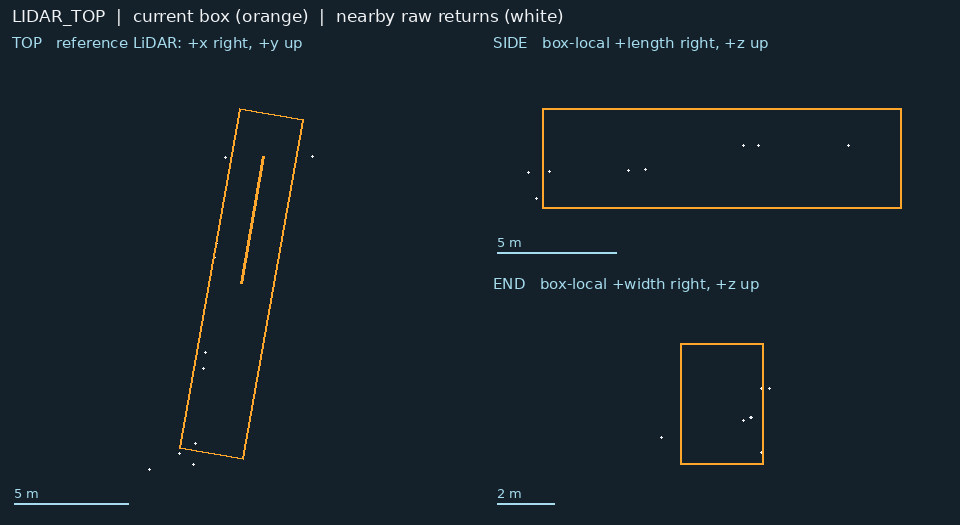 LIDAR_TOP | current box (orange) | nearby raw returns (white)
TOP reference LiDAR: +x right, +y up
SIDE box-local +length right, +z up
5 m
END box-local +width right, +z up
5 m
2 m